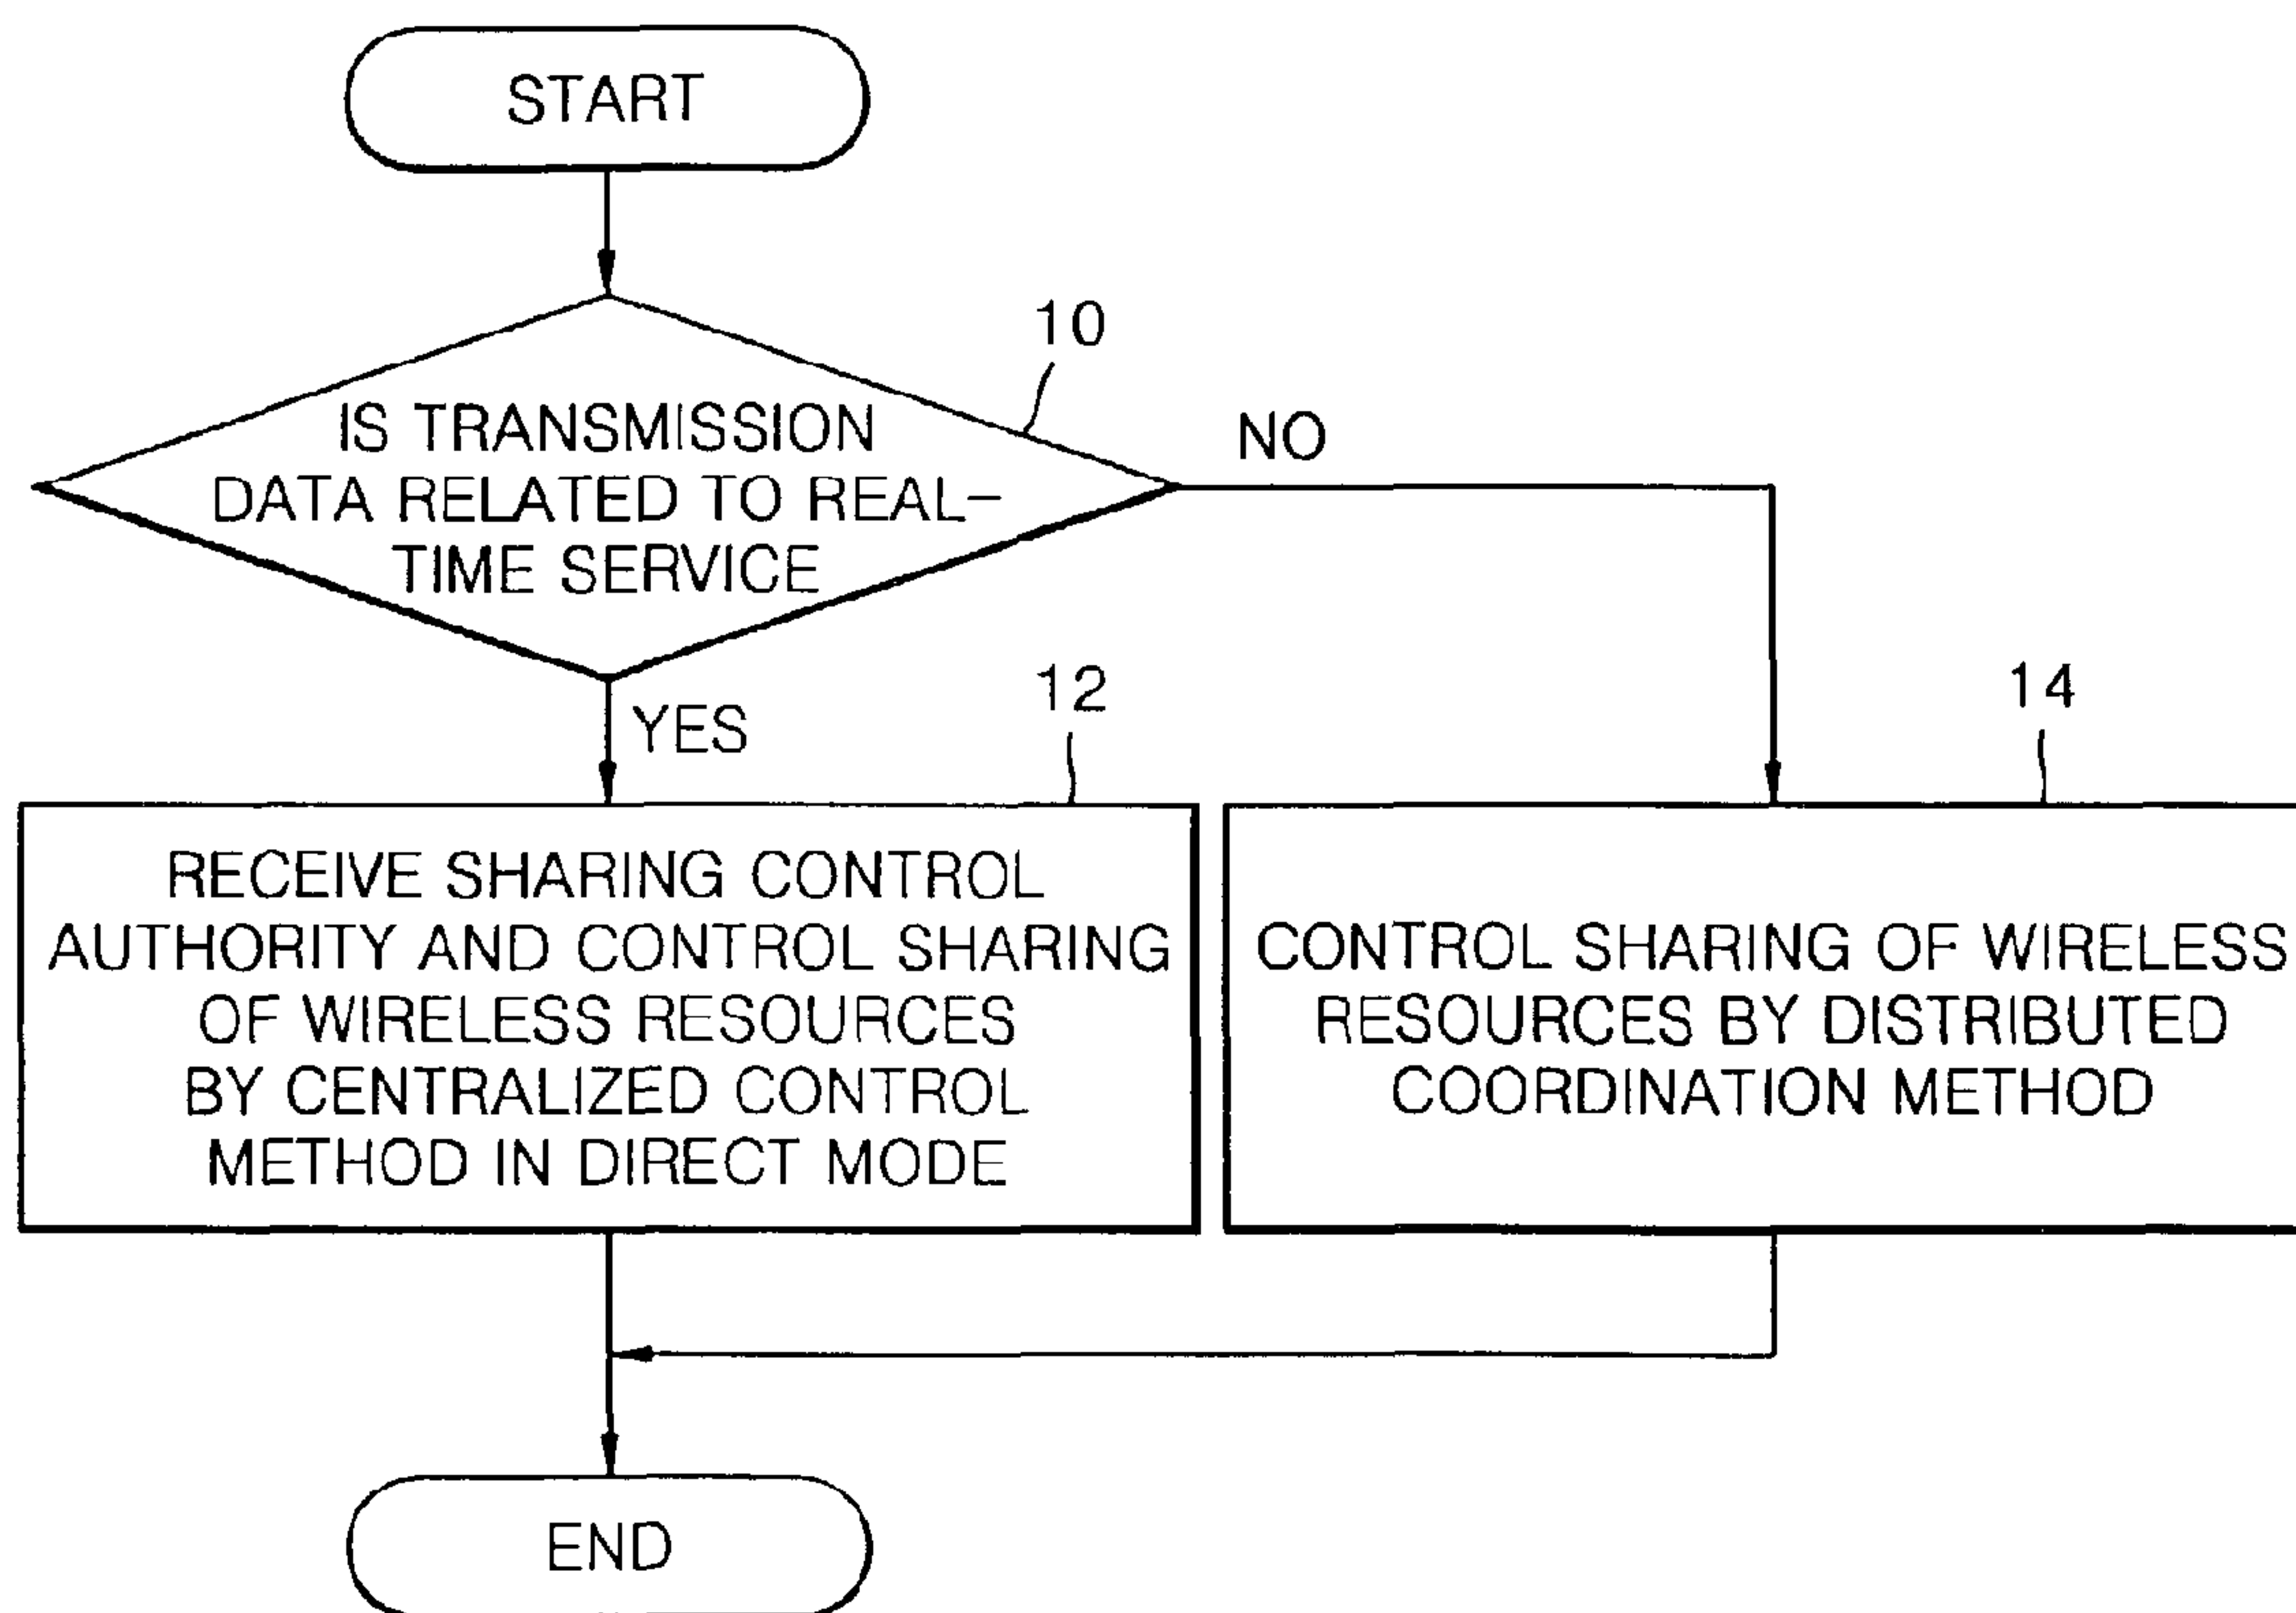 START
10
IS TRANSMISSION
DATA RELATED TO REAL-
TIME SERVICE
NO
YES
12
RECEIVE SHARING CONTROL
AUTHORITY AND CONTROL SHARING
OF WIRELESS RESOURCES
BY CENTRALIZED CONTROL
METHOD IN DIRECT MODE
14
CONTROL SHARING OF WIRELESS
RESOURCES BY DISTRIBUTED
COORDINATION METHOD
END